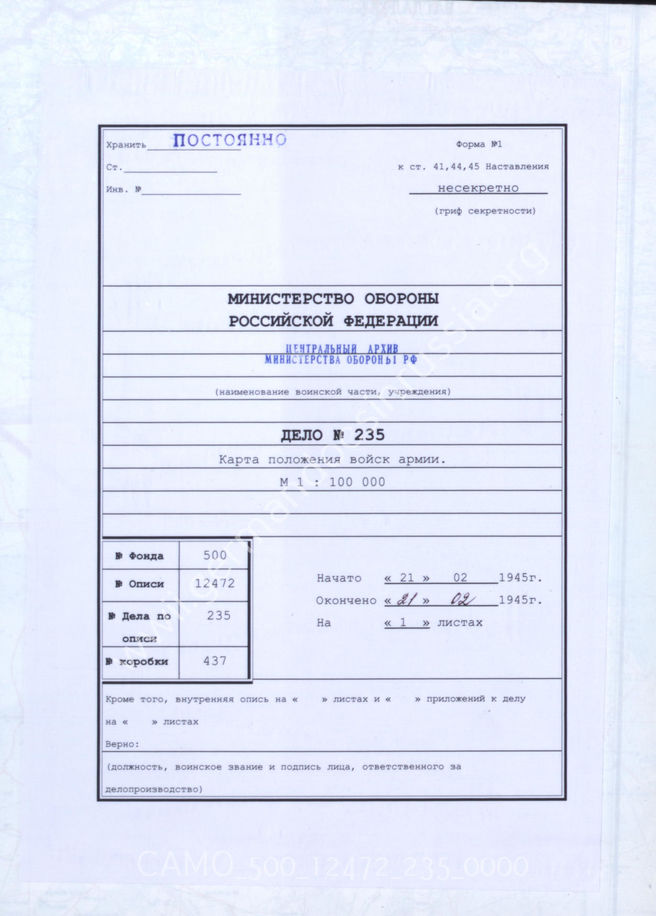 Хранить ПОСТОЯННО
Ст.
Инв. №
Форма №1
к ст. 41,44,45 Наставления
несекретно
(гриф секретности)
МИНИСТЕРСТВО ОБОРОНЫ
РОССИЙСКОЙ ФЕДЕРАЦИИ
ЦЕНТРАЛЬНЫЙ АРХИВ
МИНИСТЕРСТВА ОБОРОНЫ РФ
(наименование воинской части, учреждения)
ДЕЛО № 235
Карта положения войск армии.
М 1 : 100 000
№ Фонда 500
№ Описи 12472
№ Дела по описи 235
№ коробки 437
Начато « 21 » 02 1945г.
Окончено « 21 » 02 1945г.
На « 1 » листах
Кроме того, внутренняя опись на « » листах и « » приложений к делу
на « » листах
Верно:
(должность, воинское звание и подпись лица, ответственного за
делопроизводство)
www.germandocsinrussia.org
CAMO_500_12472_235_0000